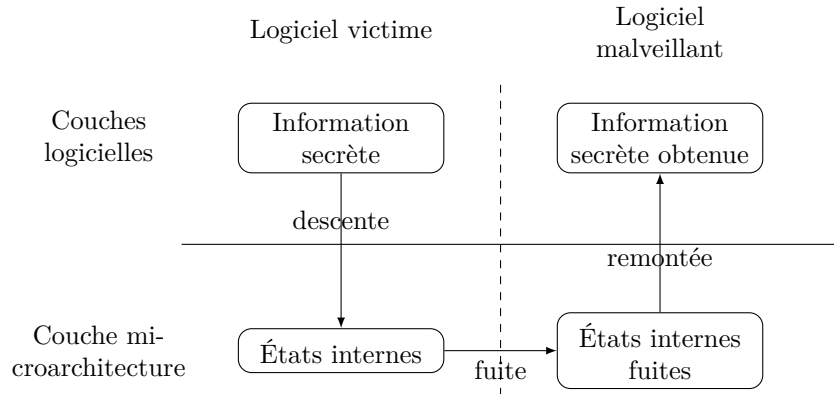 Logiciel victime
Logiciel
malveillant
Couches
logicielles
Information
secrète
Information
secrète obtenue
descente
remontée
Couche mi-
croarchitecture
États internes
fuite
États internes
fuites